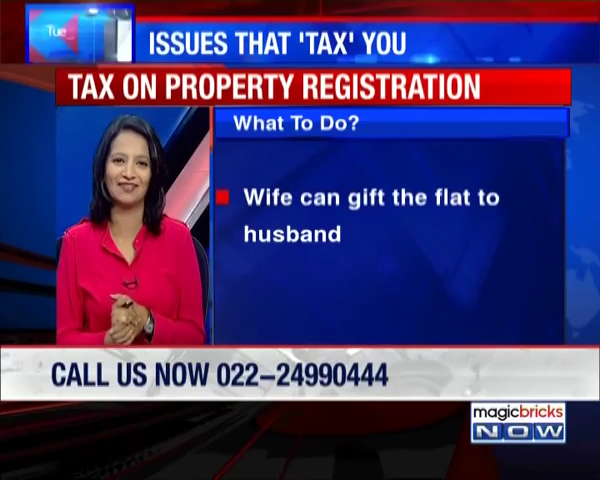 Tue
ISSUES THAT 'TAX' YOU
TAX ON PROPERTY REGISTRATION
What To Do?
Wife can gift the flat to
husband
CALL US NOW 022–24990444
magicbricks
NOW